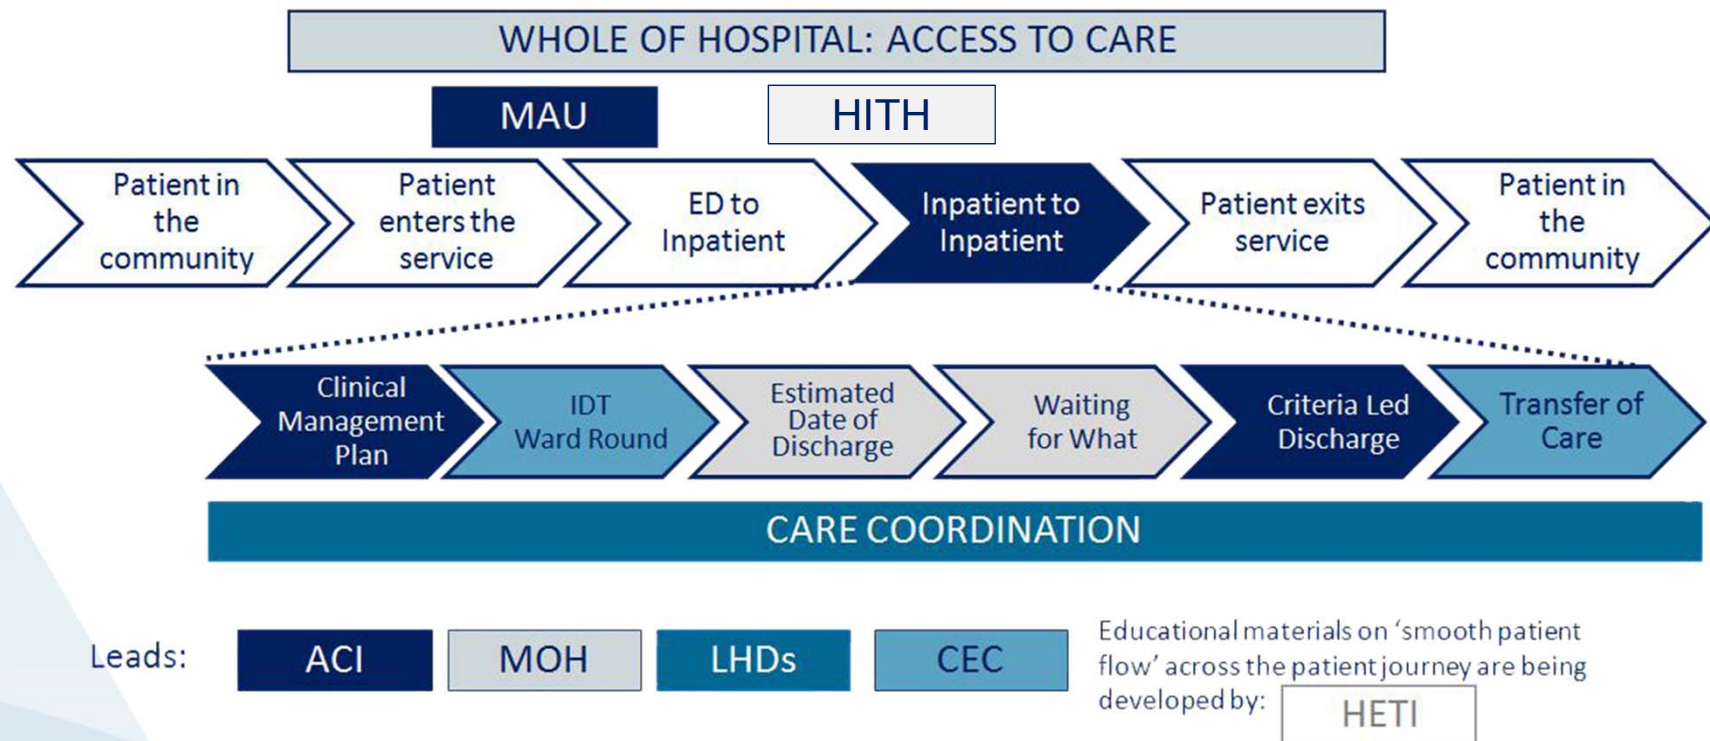 WHOLE OF HOSPITAL: ACCESS TO CARE
MAU
HITH
Patient in
the
community
Patient
enters the
service
ED to
Inpatient
Inpatient to
Inpatient
Patient exits
service
Patient in
the
community
Clinical
Management
Plan
IDT
Ward Round
Estimated
Date of
Discharge
Waiting
for What
Criteria Led
Discharge
Transfer of
Care
CARE COORDINATION
Leads:
ACI
MOH
LHDs
CEC
Educational materials on ‘smooth patient
flow’ across the patient journey are being
developed by:
HETI